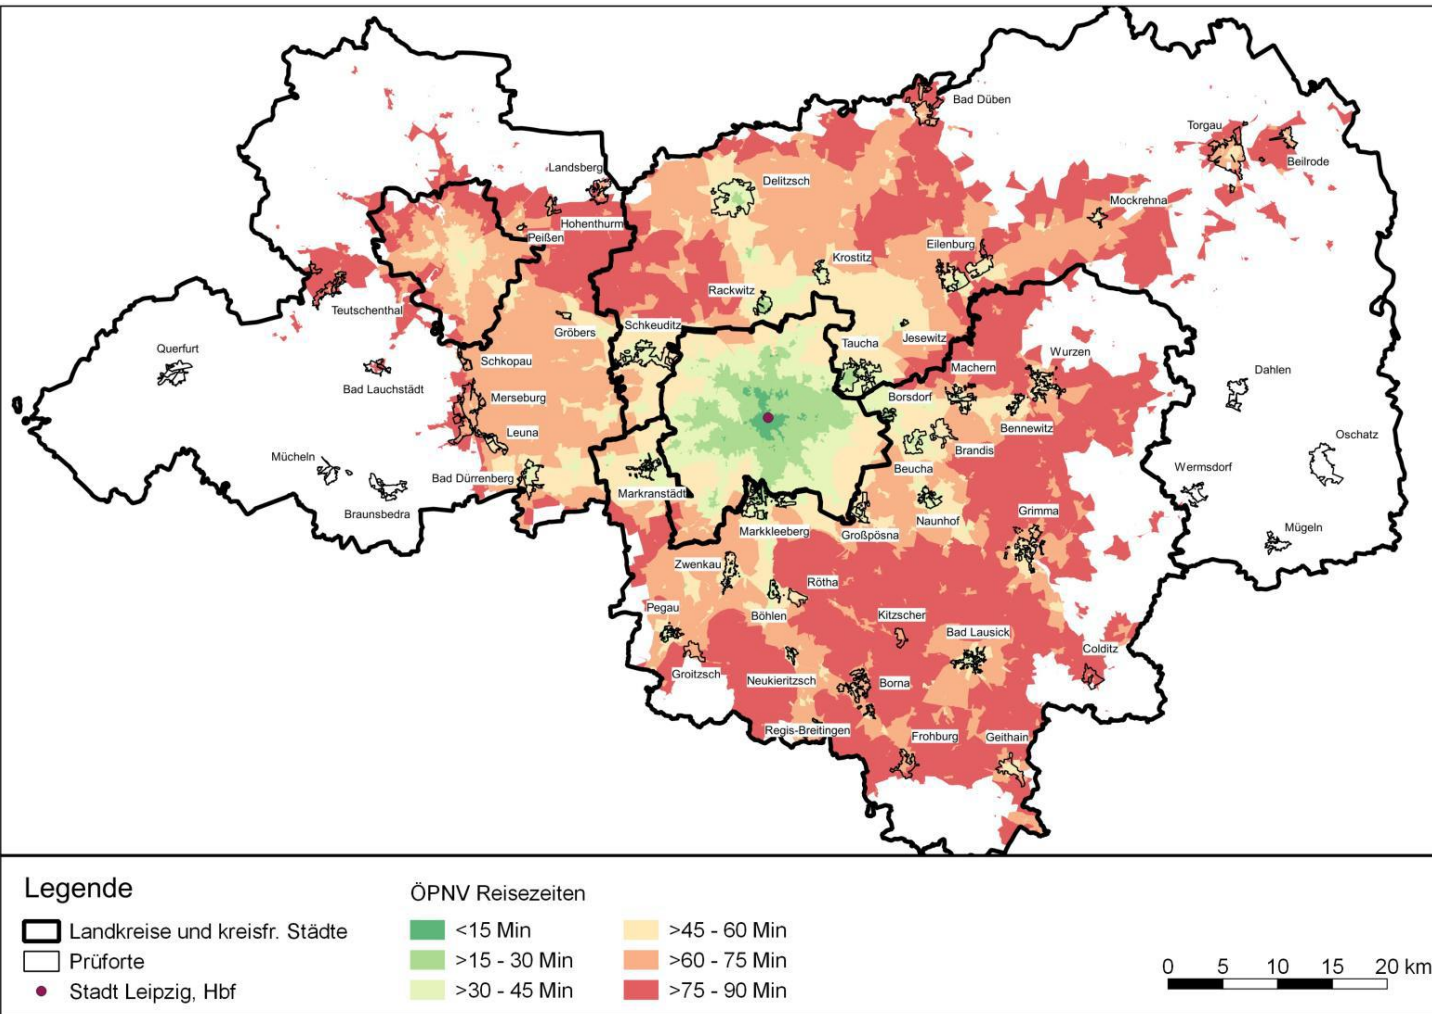 Bad Düben
Torgau
Beilrode
Landsberg
Delitzsch
Mockrehna
Hohenthurm
Peißen
Eilenburg
Krostitz
Rackwitz
Teutschenthal
Gröbers
Schkeuditz
Jesewitz
Taucha
Querfurt
Schkopau
Machern
Wurzen
Dahlen
Bad Lauchstädt
Merseburg
Borsdorf
Leuna
Bennewitz
Oschatz
Brandis
Mücheln
Beucha
Wermsdorf
Bad Dürrenberg
Markranstädt
Braunsbedra
Naunhof
Grimma
Markkleeberg
Großpösna
Mügeln
Zwenkau
Rötha
Pegau
Böhlen
Kitzscher
Bad Lausick
Colditz
Groitzsch
Neukieritzsch
Borna
Regis-Breitingen
Frohburg
Geithain
Legende
Landkreise und kreisfr. Städte
Prüforte
Stadt Leipzig, Hbf
ÖPNV Reisezeiten
<15 Min
>15 - 30 Min
>30 - 45 Min
>45 - 60 Min
>60 - 75 Min
>75 - 90 Min
0 5 10 15 20 km